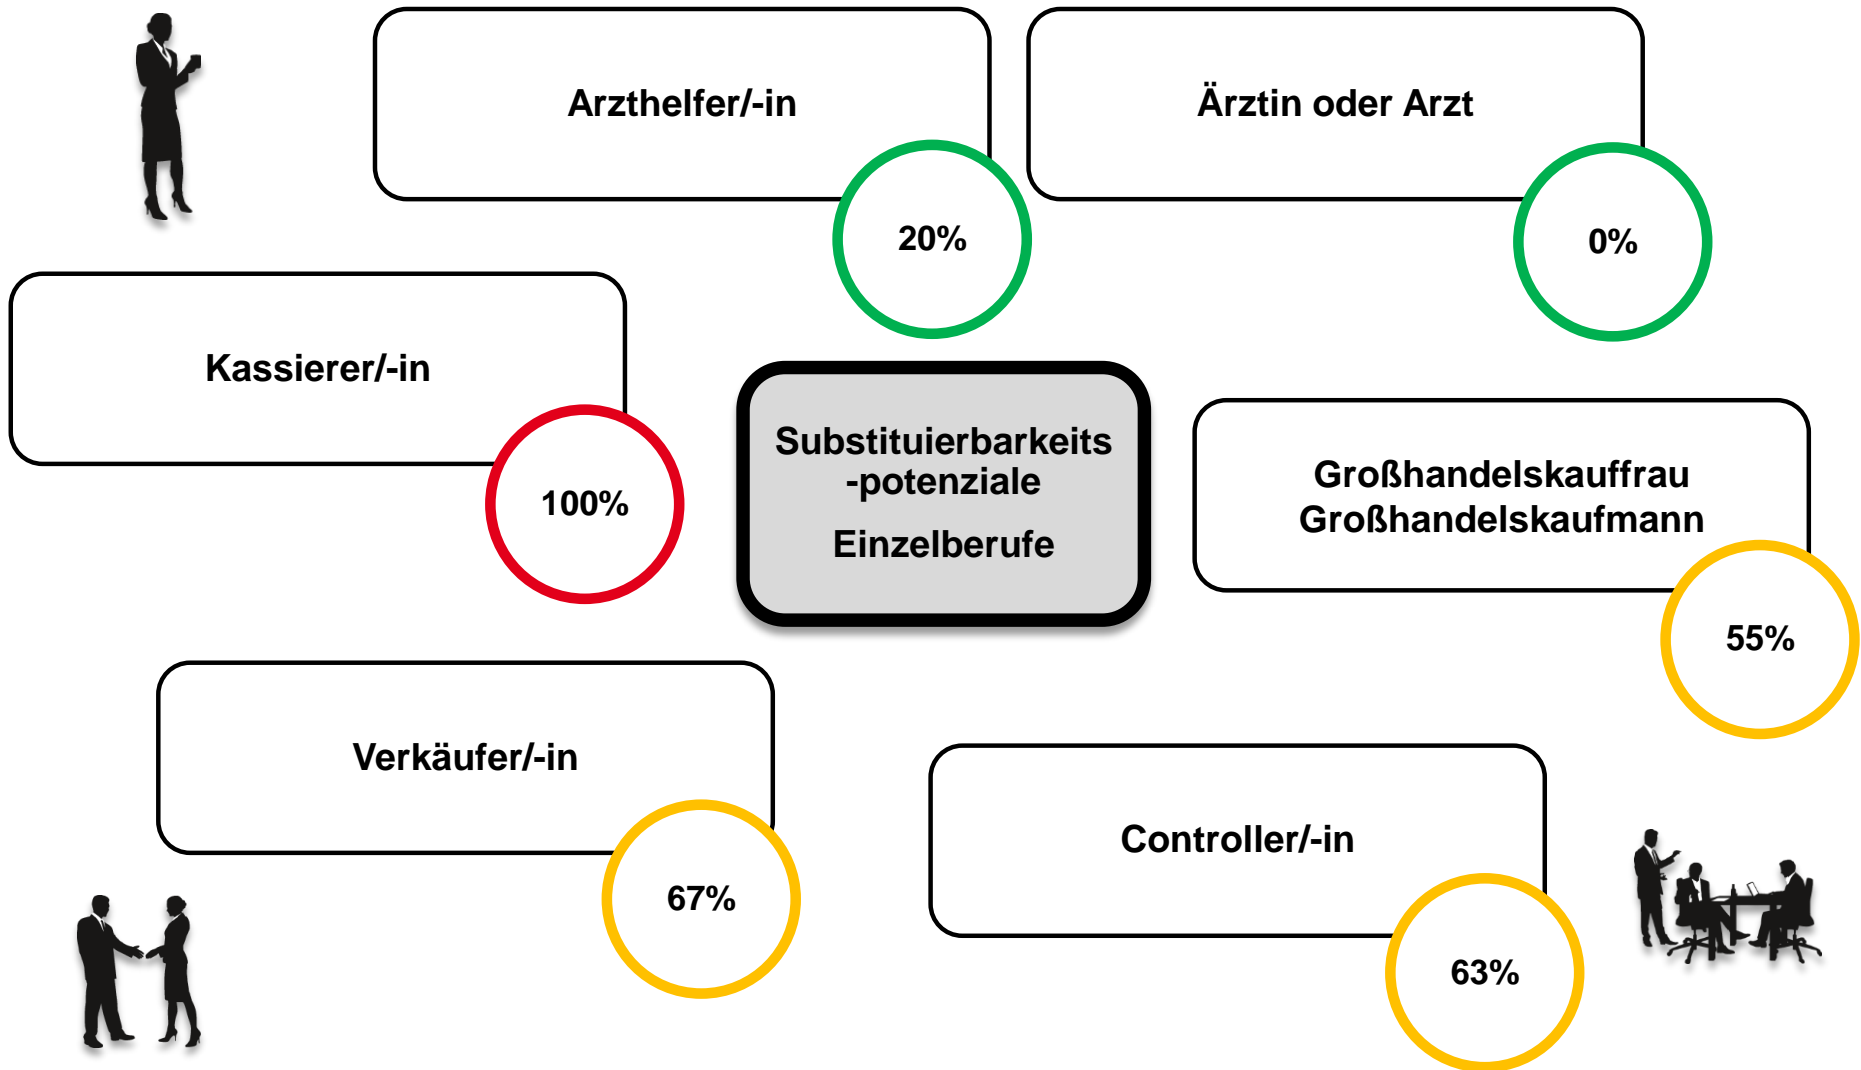 Arzthelfer/-in
20%
Ärztin oder Arzt
0%
Kassierer/-in
100%
Substituierbarkeits
-potenziale
Einzelberufe
Großhandelskauffrau
Großhandelskaufmann
55%
Verkäufer/-in
67%
Controller/-in
63%